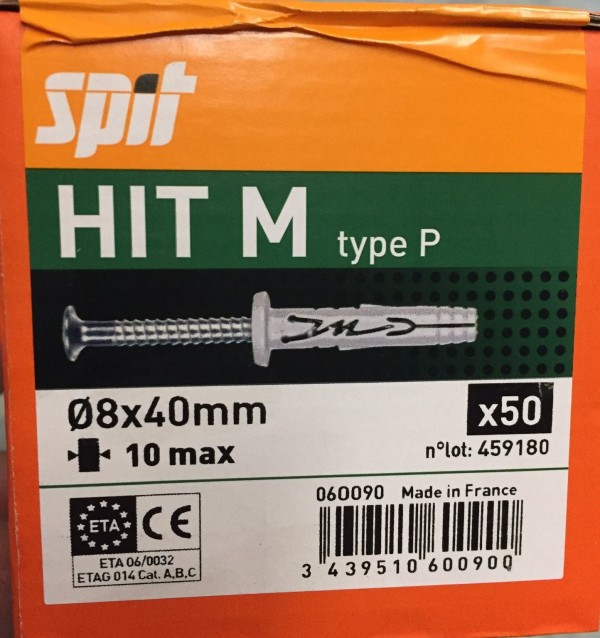 spit
HIT M type P
Ø8x40mm
x50
10 max
n°lot: 459180
ETA CE
ETA 06/0032
ETAG 014 Cat. A,B,C
060090 Made in France
3 439510 600900